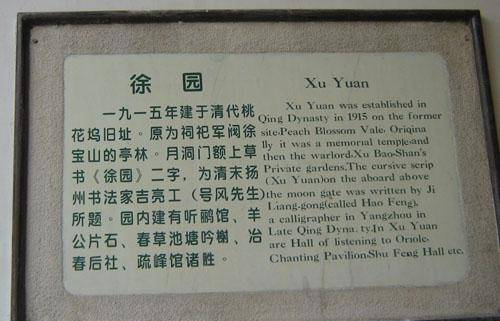 徐 园
一九一五年建于清代桃
花坞旧址。原为祠祀军阀徐
宝山的亭林。月洞门额上草
书《徐园》二字，为清末扬
州书法家吉亮工（号风先生）
所题。园内建有听鹂馆、羊
公片石、春草池塘吟榭、冶
春后社、疏峰馆诸胜。
Xu Yuan
Xu Yuan was established in
Qing Dynasty in 1915 on the former
site·Peach Blossom Vale. Origina
lly it was a memorial temple·and
then the warlord·Xu Bao-Shan's
Private gardens.The cursive scrip
(Xu Yuan)on the aboard above
the moon gate was written by Ji
Liang-gong(called Hao Feng),
a calligrapher in Yangzhou in
Late Qing Dyna. ty.In Xu Yuan
are Hall of listening to Oriole·
Chanting Pavilion·Shu Feng Hall etc.